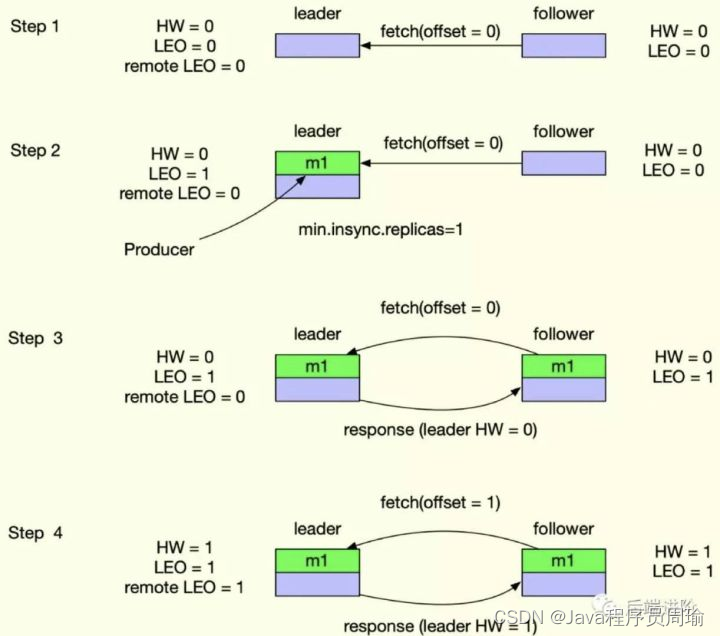 Step 1
HW = 0
LEO = 0
remote LEO = 0
leader
fetch(offset = 0)
follower
HW = 0
LEO = 0
Step 2
HW = 0
LEO = 1
remote LEO = 0
leader
m1
fetch(offset = 0)
follower
HW = 0
LEO = 0
Producer
min.insync.replicas=1
Step 3
HW = 0
LEO = 1
remote LEO = 0
leader
m1
fetch(offset = 0)
follower
m1
HW = 0
LEO = 1
response (leader HW = 0)
Step 4
HW = 1
LEO = 1
remote LEO = 1
leader
m1
fetch(offset = 1)
follower
m1
HW = 1
LEO = 1
response (leader HW = 1)
后端进阶
CSDN @Java程序员周瑜